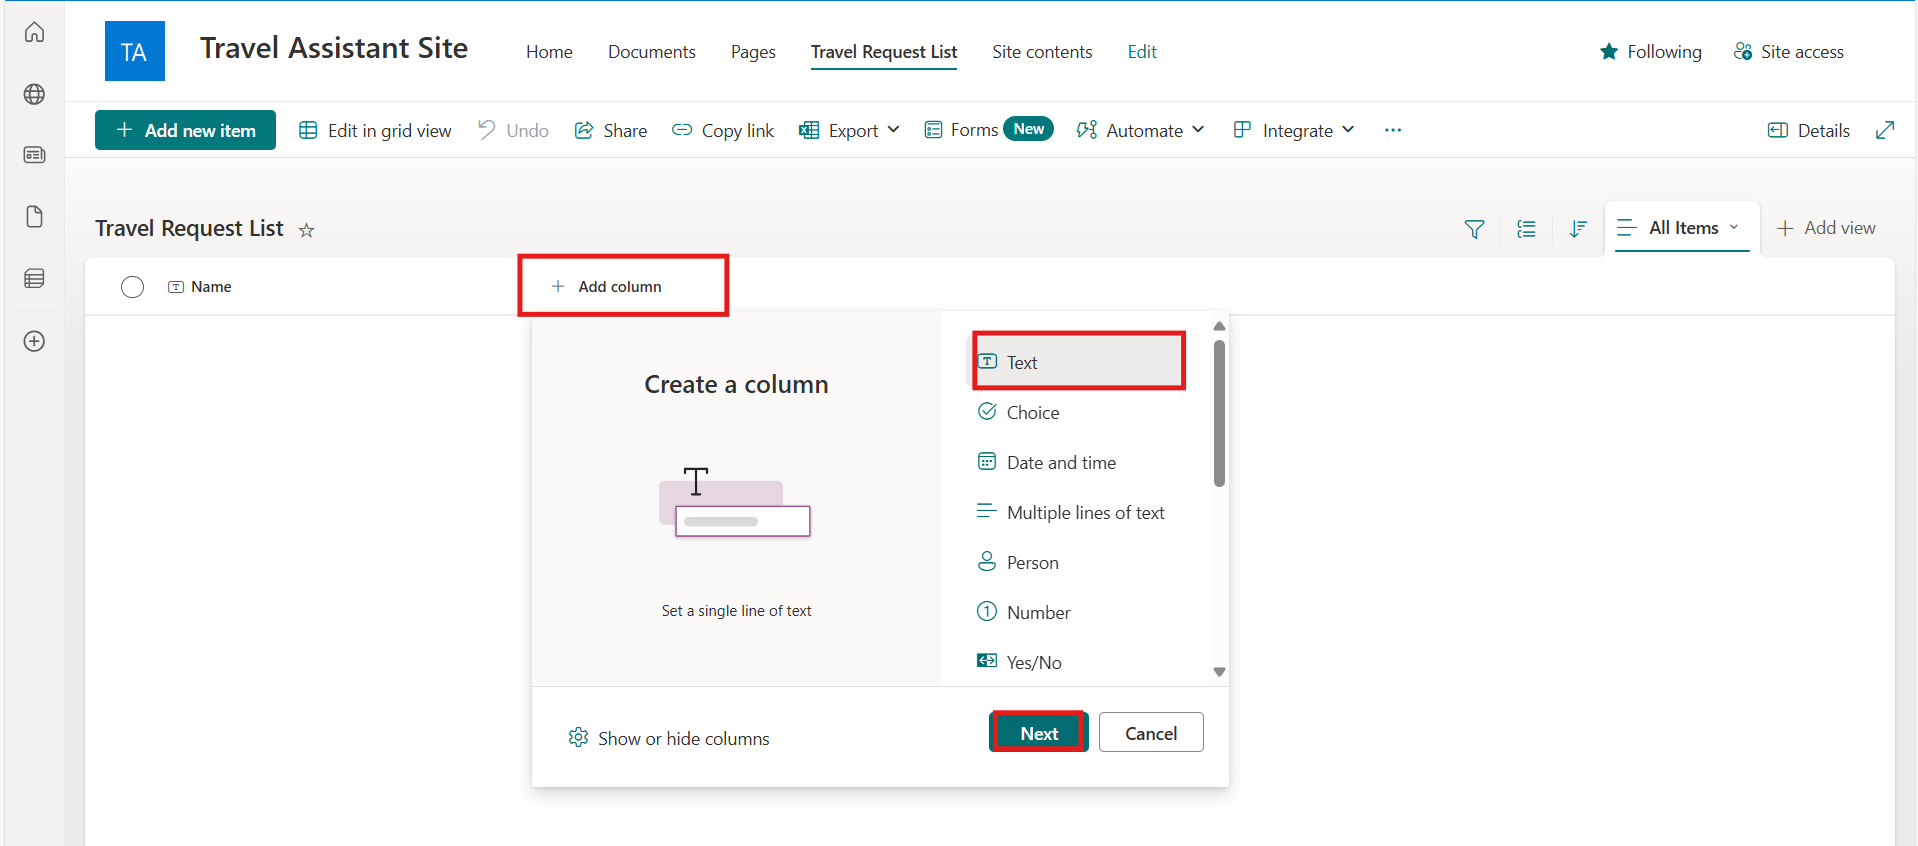 TA
Travel Assistant Site
Home Documents Pages Travel Request List Site contents Edit
Following Site access
Add new item Edit in grid view Undo Share Copy link Export Forms New Automate Integrate ... Details
Travel Request List
All Items Add view
Name Add column
Create a column
Set a single line of text
Text
Choice
Date and time
Multiple lines of text
Person
Number
Yes/No
Show or hide columns
Next Cancel